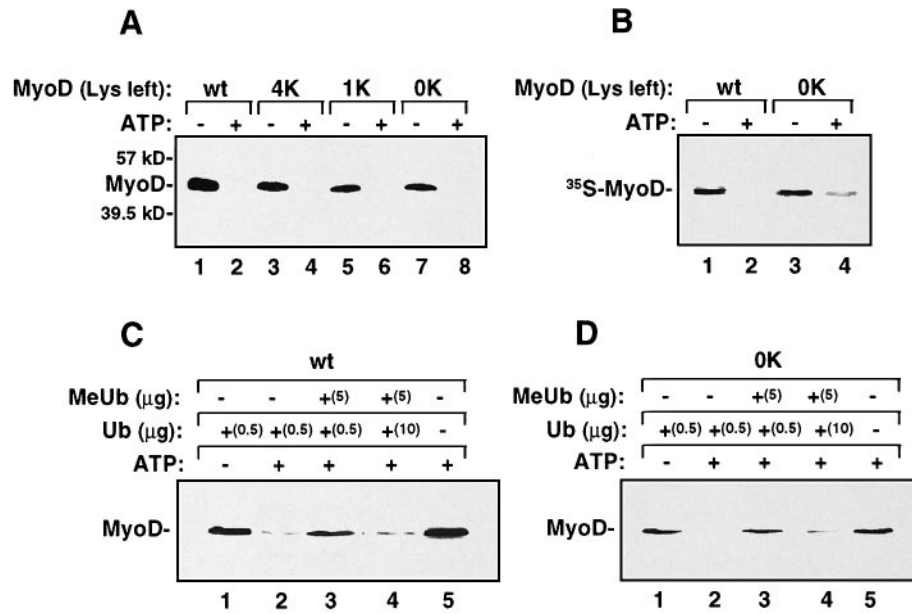 A
MyoD (Lys left): wt 4K 1K 0K
ATP: - + - + - + - +
57 kD-
MyoD-
39.5 kD-
1 2 3 4 5 6 7 8
B
MyoD (Lys left): wt 0K
ATP: - + - +
³⁵S-MyoD-
1 2 3 4
C
wt
MeUb (μg): - - +(5) +(5) -
Ub (μg): +(0.5) +(0.5) +(0.5) +(10) -
ATP: - + + + +
MyoD-
1 2 3 4 5
D
0K
MeUb (μg): - - +(5) +(5) -
Ub (μg): +(0.5) +(0.5) +(0.5) +(10) -
ATP: - + + + +
MyoD-
1 2 3 4 5